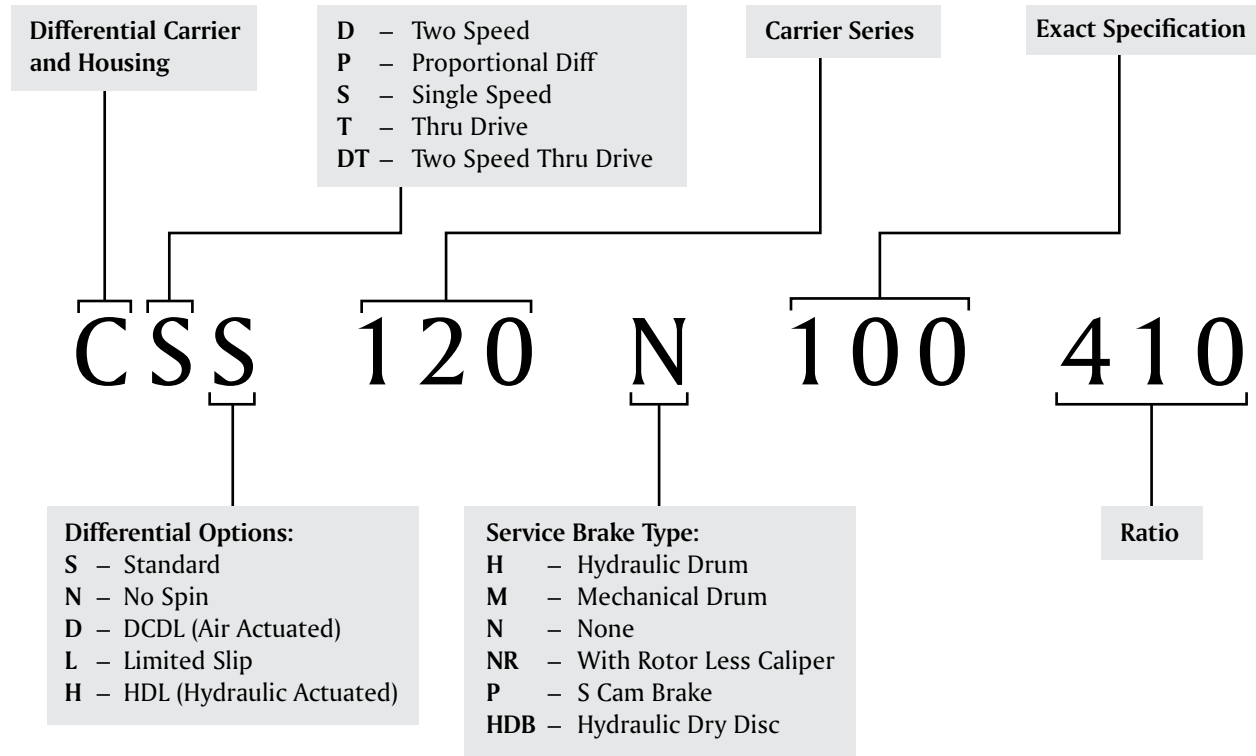 Differential Carrier
and Housing
D – Two Speed
P – Proportional Diff
S – Single Speed
T – Thru Drive
DT – Two Speed Thru Drive
Carrier Series
Exact Specification
C S S 120 N 100 410
Differential Options:
S – Standard
N – No Spin
D – DCDL (Air Actuated)
L – Limited Slip
H – HDL (Hydraulic Actuated)
Service Brake Type:
H – Hydraulic Drum
M – Mechanical Drum
N – None
NR – With Rotor Less Caliper
P – S Cam Brake
HDB – Hydraulic Dry Disc
Ratio